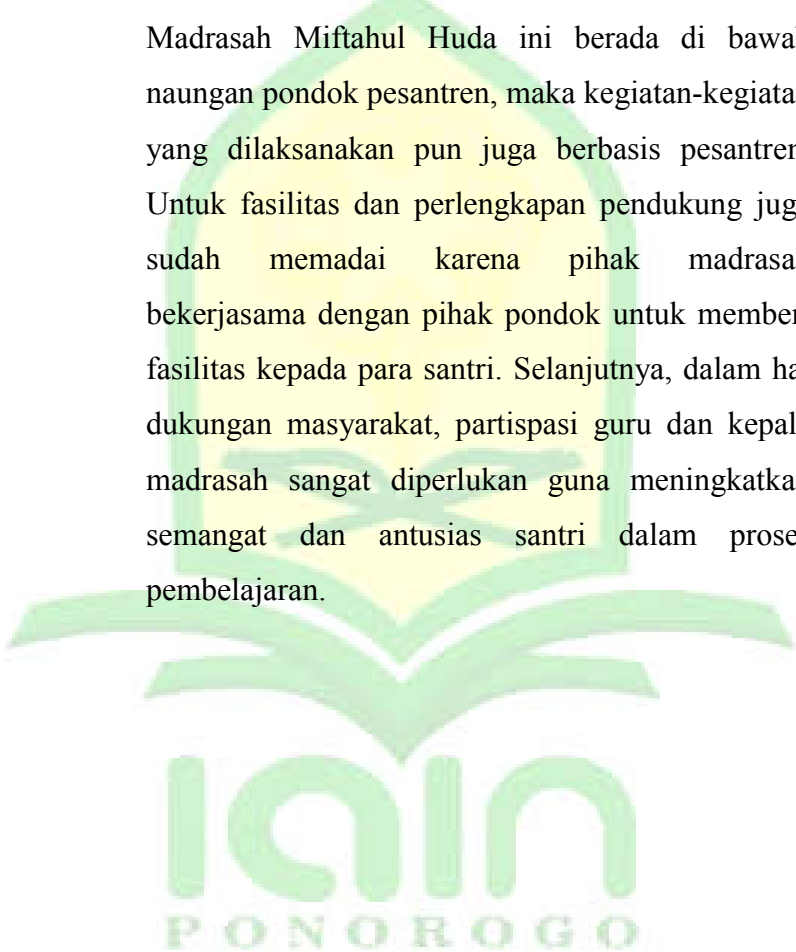 Madrasah Miftahul Huda ini berada di bawa
naungan pondok pesantren, maka kegiatan-kegiata
yang dilaksanakan pun juga berbasis pesantren
Untuk fasilitas dan perlengkapan pendukung jug
sudah memadai karena pihak madrasa
bekerjasama dengan pihak pondok untuk member
fasilitas kepada para santri. Selanjutnya, dalam ha
dukungan masyarakat, partispasi guru dan kepal
madrasah sangat diperlukan guna meningkatka
semangat dan antusias santri dalam prose
pembelajaran.
iain
PONOROGO